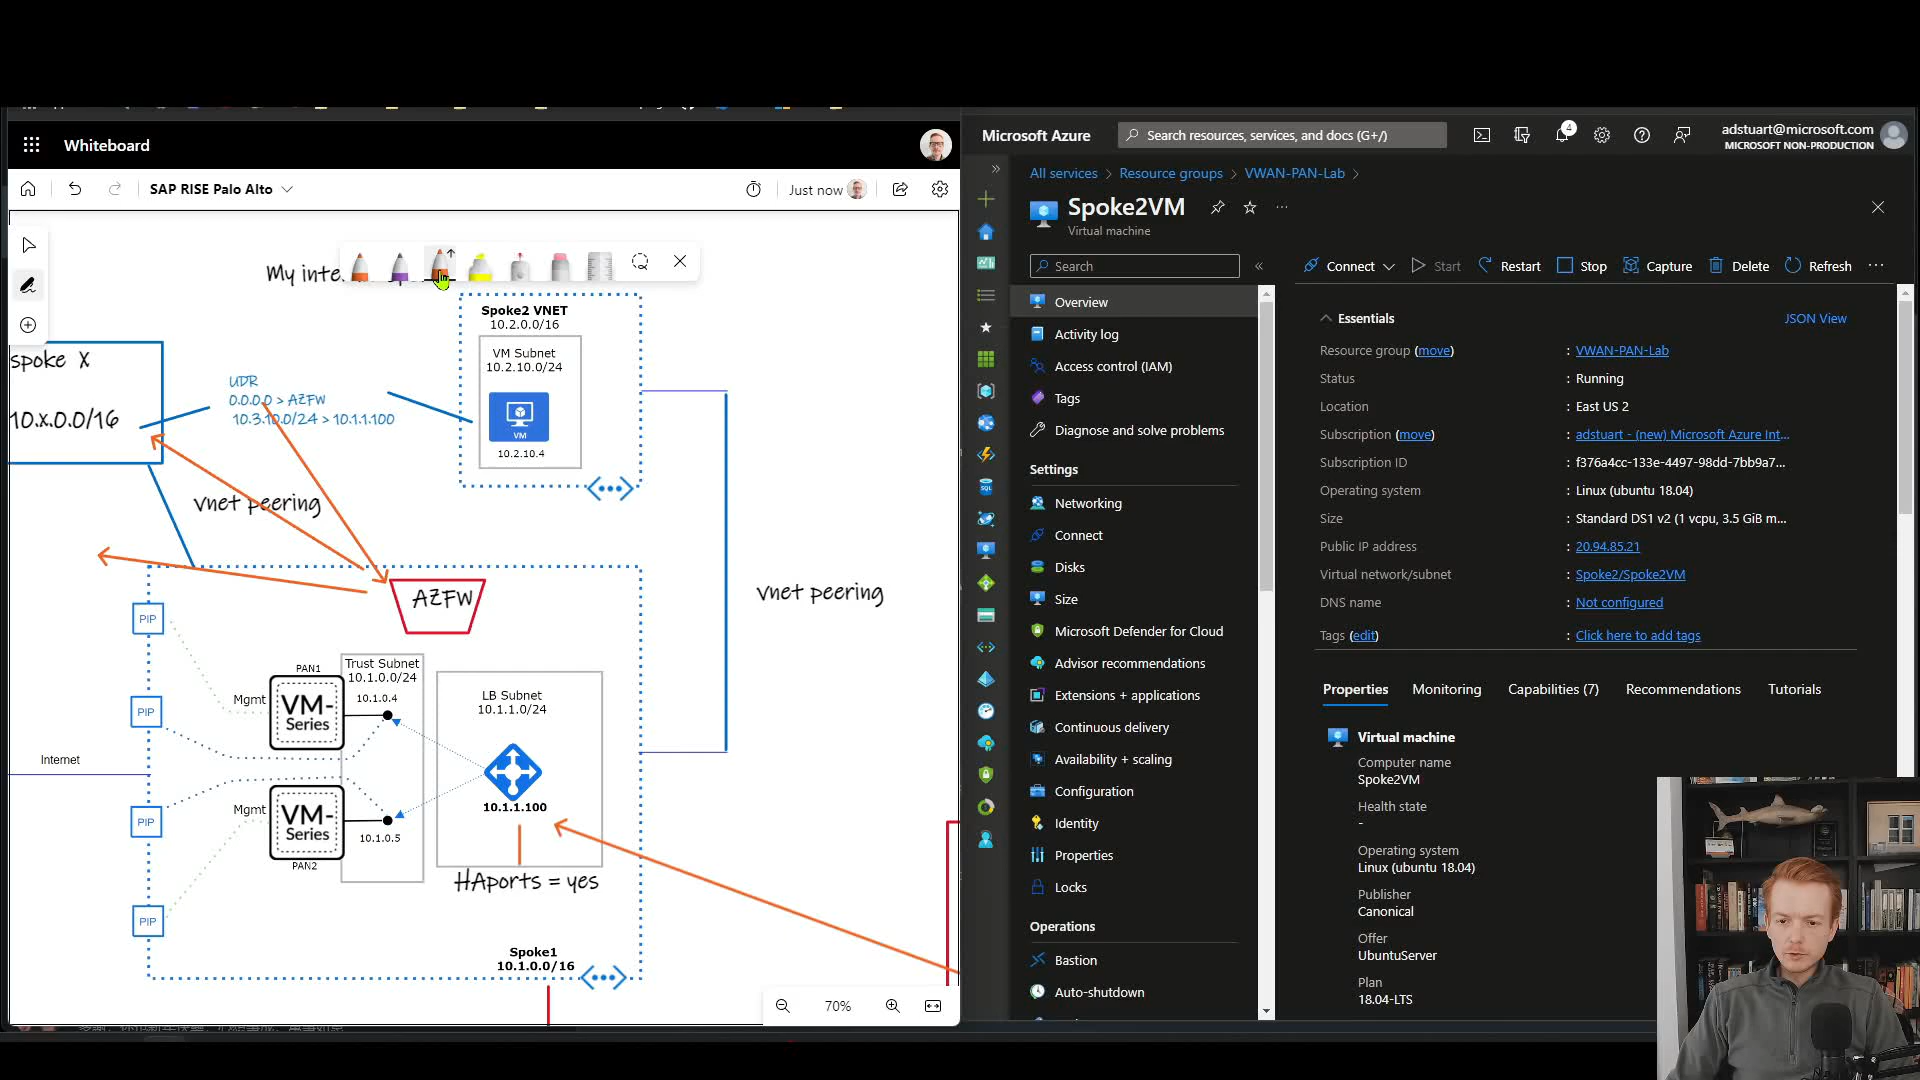 Whiteboard
SAP RISE Palo Alto
Just now
My inte
Spoke2 VNET
10.2.0.0/16
VM Subnet
10.2.10.0/24
VM
10.2.10.4
spoke X
10.x.0.0/16
UDR
0.0.0.0 > AZFW
10.3.10.0/24 > 10.1.1.100
vnet peering
vnet peering
AZFW
PIP
PIP
PIP
PIP
Internet
PAN1
Mgmt
VM-
Series
Trust Subnet
10.1.0.0/24
10.1.0.4
Mgmt
VM-
Series
PAN2
10.1.0.5
LB Subnet
10.1.1.0/24
10.1.1.100
HAports = yes
Spoke1
10.1.0.0/16
70%
Microsoft Azure
Search resources, services, and docs (G+/)
4
adstuart@microsoft.com
MICROSOFT NON-PRODUCTION
All services > Resource groups > VWAN-PAN-Lab >
Spoke2VM
Virtual machine
Search
Connect
Start
Restart
Stop
Capture
Delete
Refresh
Overview
Activity log
Access control (IAM)
Tags
Diagnose and solve problems
Settings
Networking
Connect
Disks
Size
Microsoft Defender for Cloud
Advisor recommendations
Extensions + applications
Continuous delivery
Availability + scaling
Configuration
Identity
Properties
Locks
Operations
Bastion
Auto-shutdown
Essentials
JSON View
Resource group (move) : VWAN-PAN-Lab
Status : Running
Location : East US 2
Subscription (move) : adstuart - (new) Microsoft Azure Int...
Subscription ID : f376a4cc-133e-4497-98dd-7bb9a7...
Operating system : Linux (ubuntu 18.04)
Size : Standard DS1 v2 (1 vcpu, 3.5 GiB m...
Public IP address : 20.94.85.21
Virtual network/subnet : Spoke2/Spoke2VM
DNS name : Not configured
Tags (edit) : Click here to add tags
Properties
Monitoring
Capabilities (7)
Recommendations
Tutorials
Virtual machine
Computer name
Spoke2VM
Health state
-
Operating system
Linux (ubuntu 18.04)
Publisher
Canonical
Offer
UbuntuServer
Plan
18.04-LTS